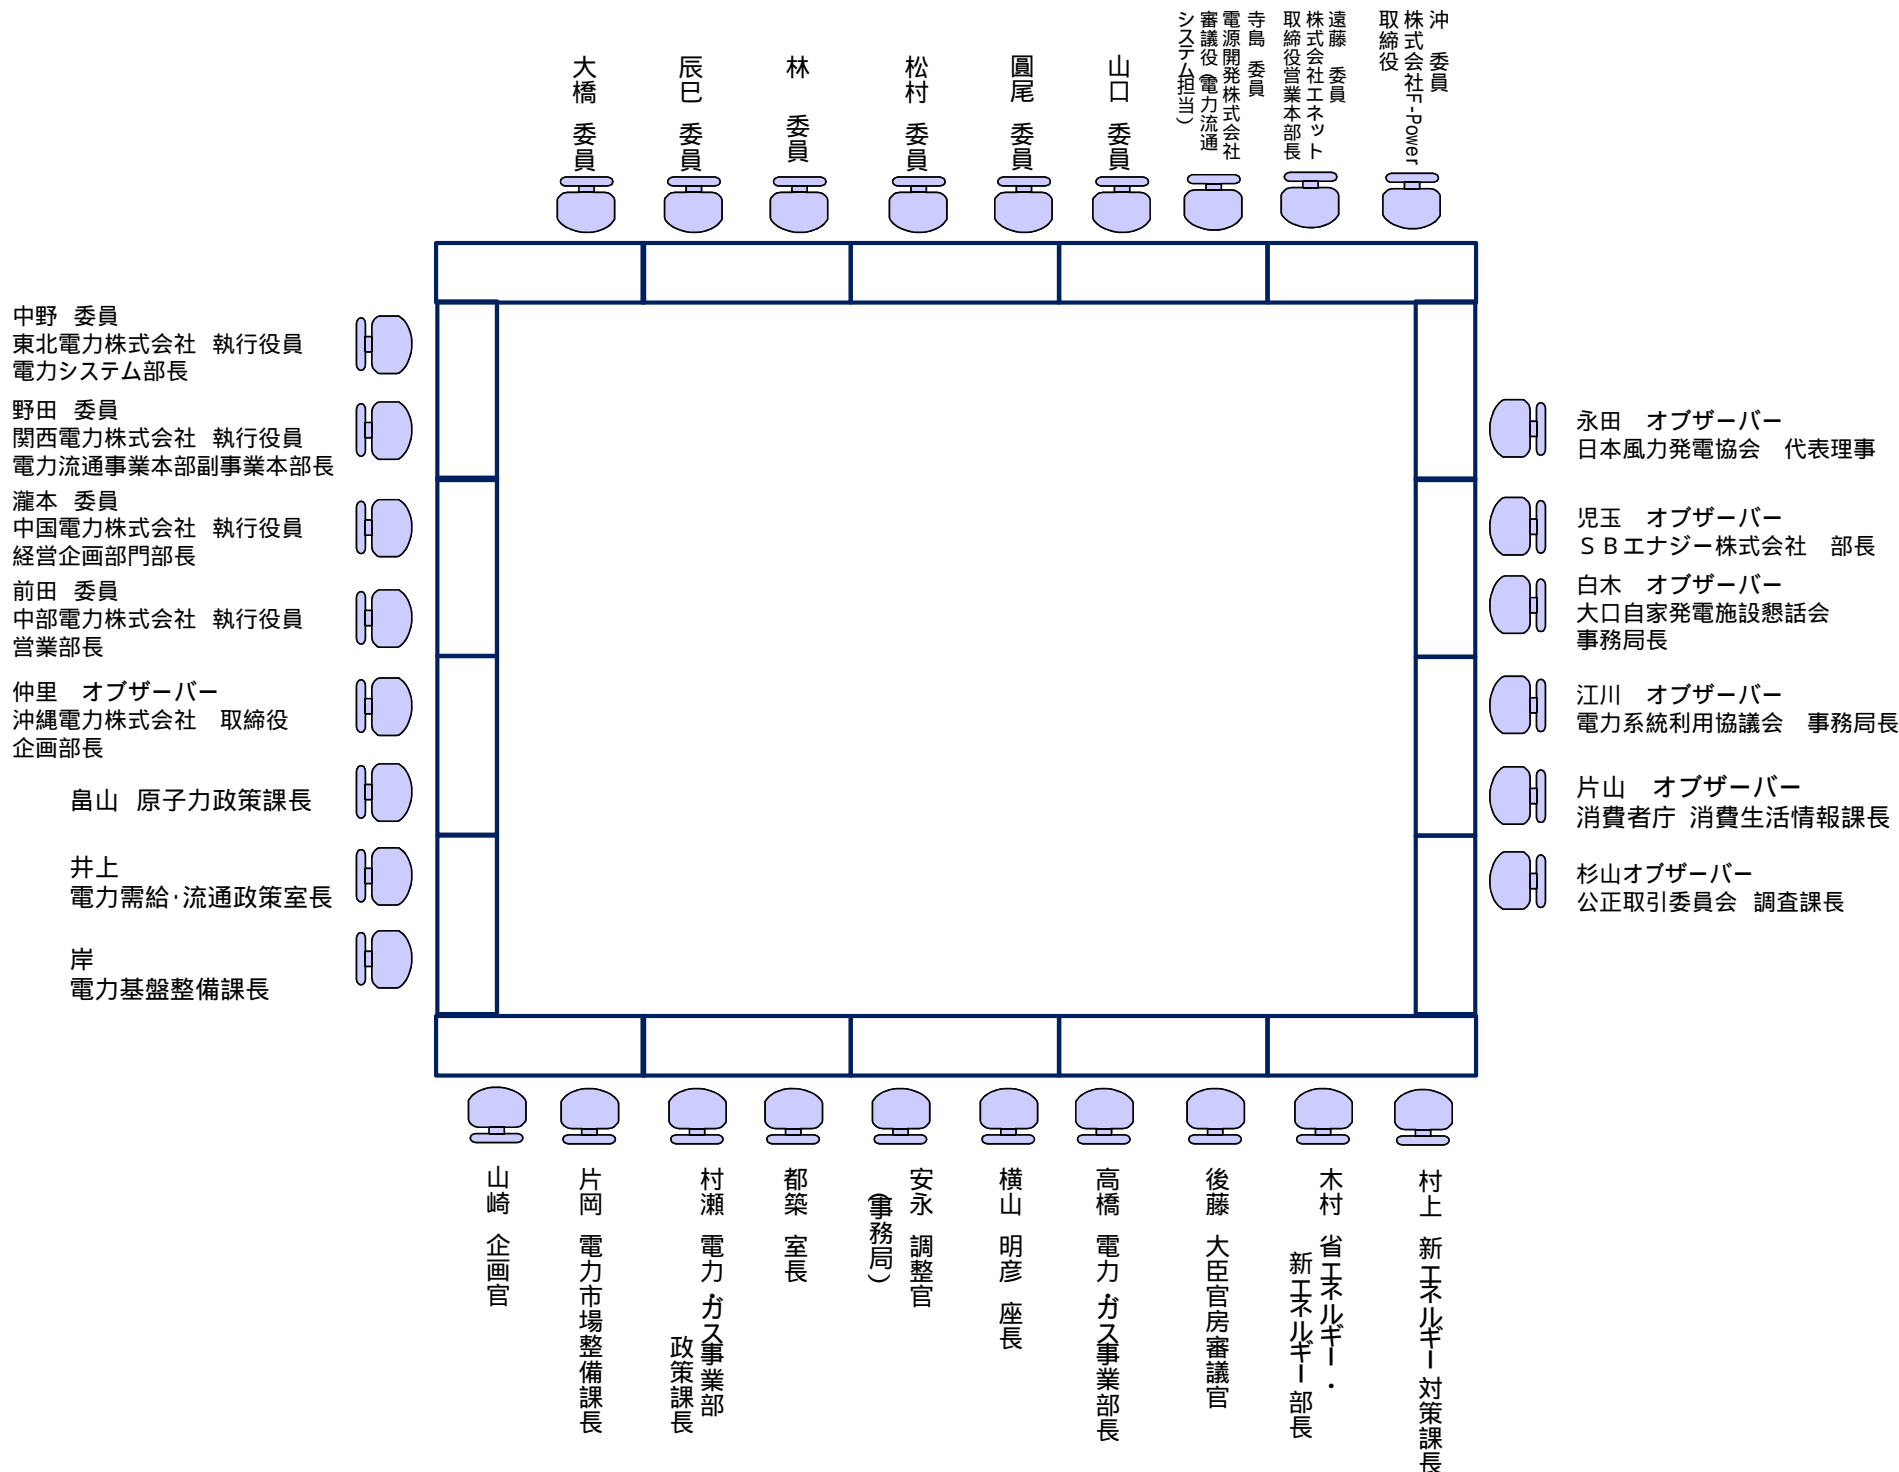 大橋 委員
辰巳 委員
林 委員
松村 委員
圓尾 委員
山口 委員
寺島 委員
電源開発株式会社
審議役（電力流通
システム担当）
遠藤 委員
株式会社エネット
取締役営業本部長
沖 委員
株式会社F-Power
取締役
中野 委員
東北電力株式会社 執行役員
電力システム部長
野田 委員
関西電力株式会社 執行役員
電力流通事業本部副事業本部長
瀧本 委員
中国電力株式会社 執行役員
経営企画部門部長
前田 委員
中部電力株式会社 執行役員
営業部長
仲里 オブザーバー
沖縄電力株式会社 取締役
企画部長
畠山 原子力政策課長
井上
電力需給・流通政策室長
岸
電力基盤整備課長
永田 オブザーバー
日本風力発電協会 代表理事
児玉 オブザーバー
ＳＢエナジー株式会社 部長
白木 オブザーバー
大口自家発電施設懇話会
事務局長
江川 オブザーバー
電力系統利用協議会 事務局長
片山 オブザーバー
消費者庁 消費生活情報課長
杉山オブザーバー
公正取引委員会 調査課長
山崎 企画官
片岡 電力市場整備課長
村瀬 電力・ガス事業部
政策課長
都築 室長
安永 調整官
（事務局）
横山 明彦 座長
高橋 電力・ガス事業部長
後藤 大臣官房審議官
木村 省エネルギー・
新エネルギー部長
村上 新エネルギー対策課長